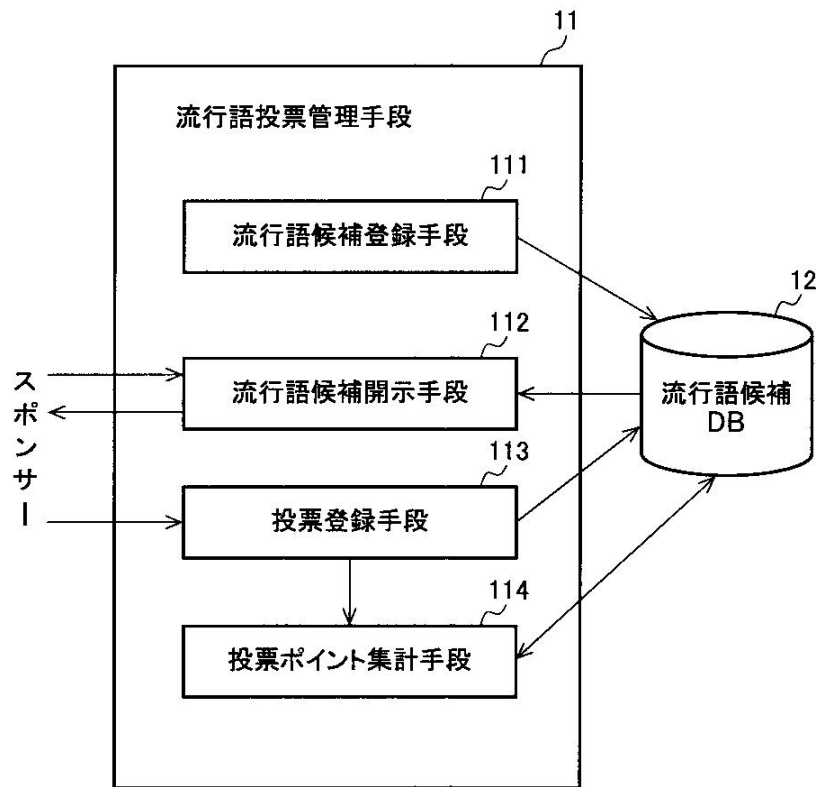 11
流行語投票管理手段
111
流行語候補登録手段
12
112
流行語候補開示手段
流行語候補
DB
スポンサー
113
投票登録手段
114
投票ポイント集計手段